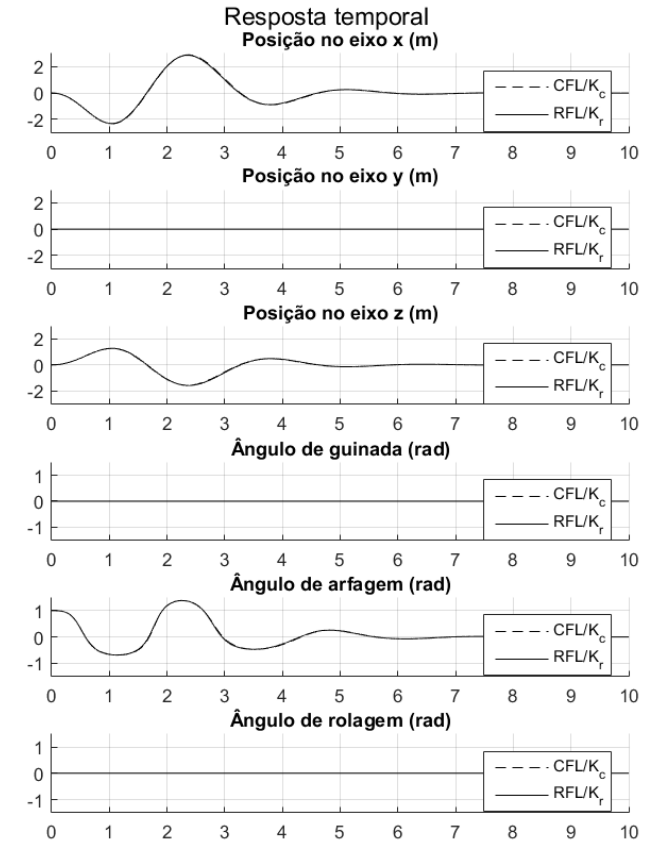 Resposta temporal
Posição no eixo x (m)
2
0
-2
CFL/Kc
RFL/Kr
0 1 2 3 4 5 6 7 8 9 10
Posição no eixo y (m)
2
0
-2
CFL/Kc
RFL/Kr
0 1 2 3 4 5 6 7 8 9 10
Posição no eixo z (m)
2
0
-2
CFL/Kc
RFL/Kr
0 1 2 3 4 5 6 7 8 9 10
Ângulo de guinada (rad)
1
0
-1
CFL/Kc
RFL/Kr
0 1 2 3 4 5 6 7 8 9 10
Ângulo de arfagem (rad)
1
0
-1
CFL/Kc
RFL/Kr
0 1 2 3 4 5 6 7 8 9 10
Ângulo de rolagem (rad)
1
0
-1
CFL/Kc
RFL/Kr
0 1 2 3 4 5 6 7 8 9 10